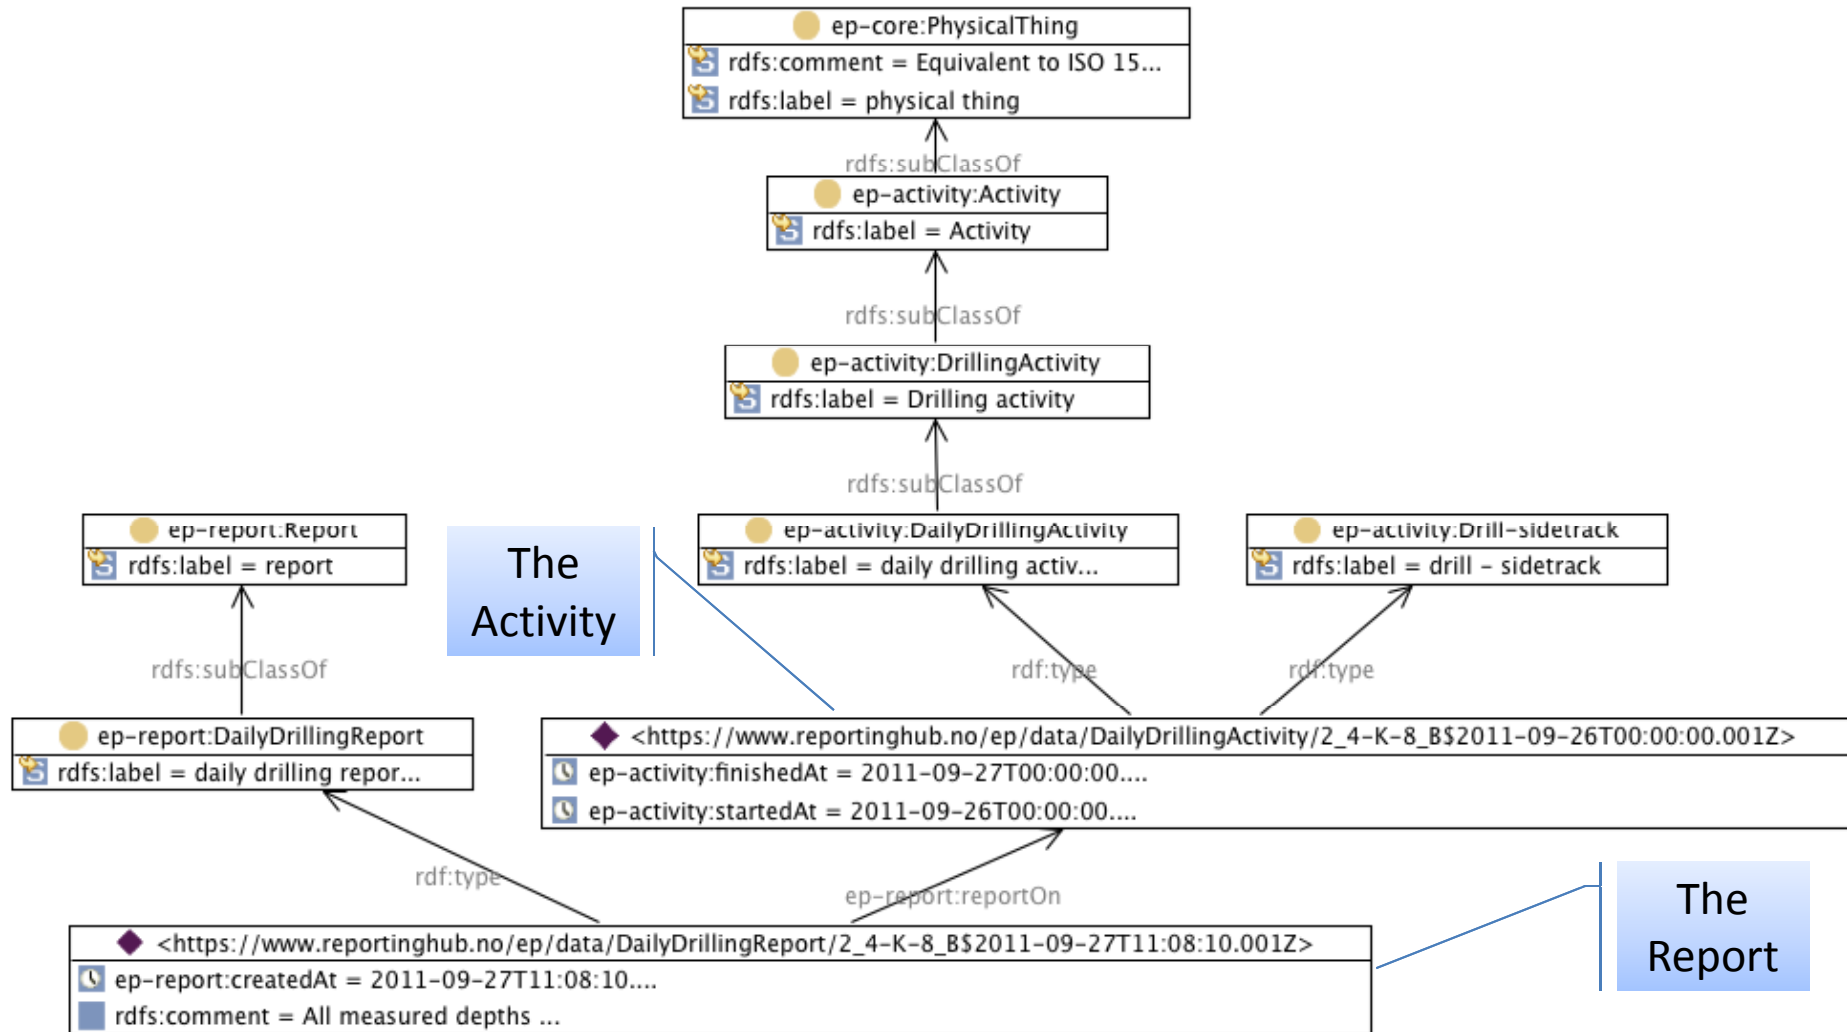 ep-core:PhysicalThing
rdfs:comment = Equivalent to ISO 15...
rdfs:label = physical thing
rdfs:subClassOf
ep-activity:Activity
rdfs:label = Activity
rdfs:subClassOf
ep-activity:DrillingActivity
rdfs:label = Drilling activity
rdfs:subClassOf
ep-report:Report
rdfs:label = report
The
Activity
ep-activity:DailyDrillingActivity
rdfs:label = daily drilling activ...
ep-activity:Drill-sidetrack
rdfs:label = drill - sidetrack
rdfs:subClassOf
rdf:type
rdf:type
ep-report:DailyDrillingReport
rdfs:label = daily drilling repor...
<https://www.reportinghub.no/ep/data/DailyDrillingActivity/2_4-K-8_B$2011-09-26T00:00:00.001Z>
ep-activity:finishedAt = 2011-09-27T00:00:00....
ep-activity:startedAt = 2011-09-26T00:00:00....
rdf:type
ep-report:reportOn
The
Report
<https://www.reportinghub.no/ep/data/DailyDrillingReport/2_4-K-8_B$2011-09-27T11:08:10.001Z>
ep-report:createdAt = 2011-09-27T11:08:10....
rdfs:comment = All measured depths ...